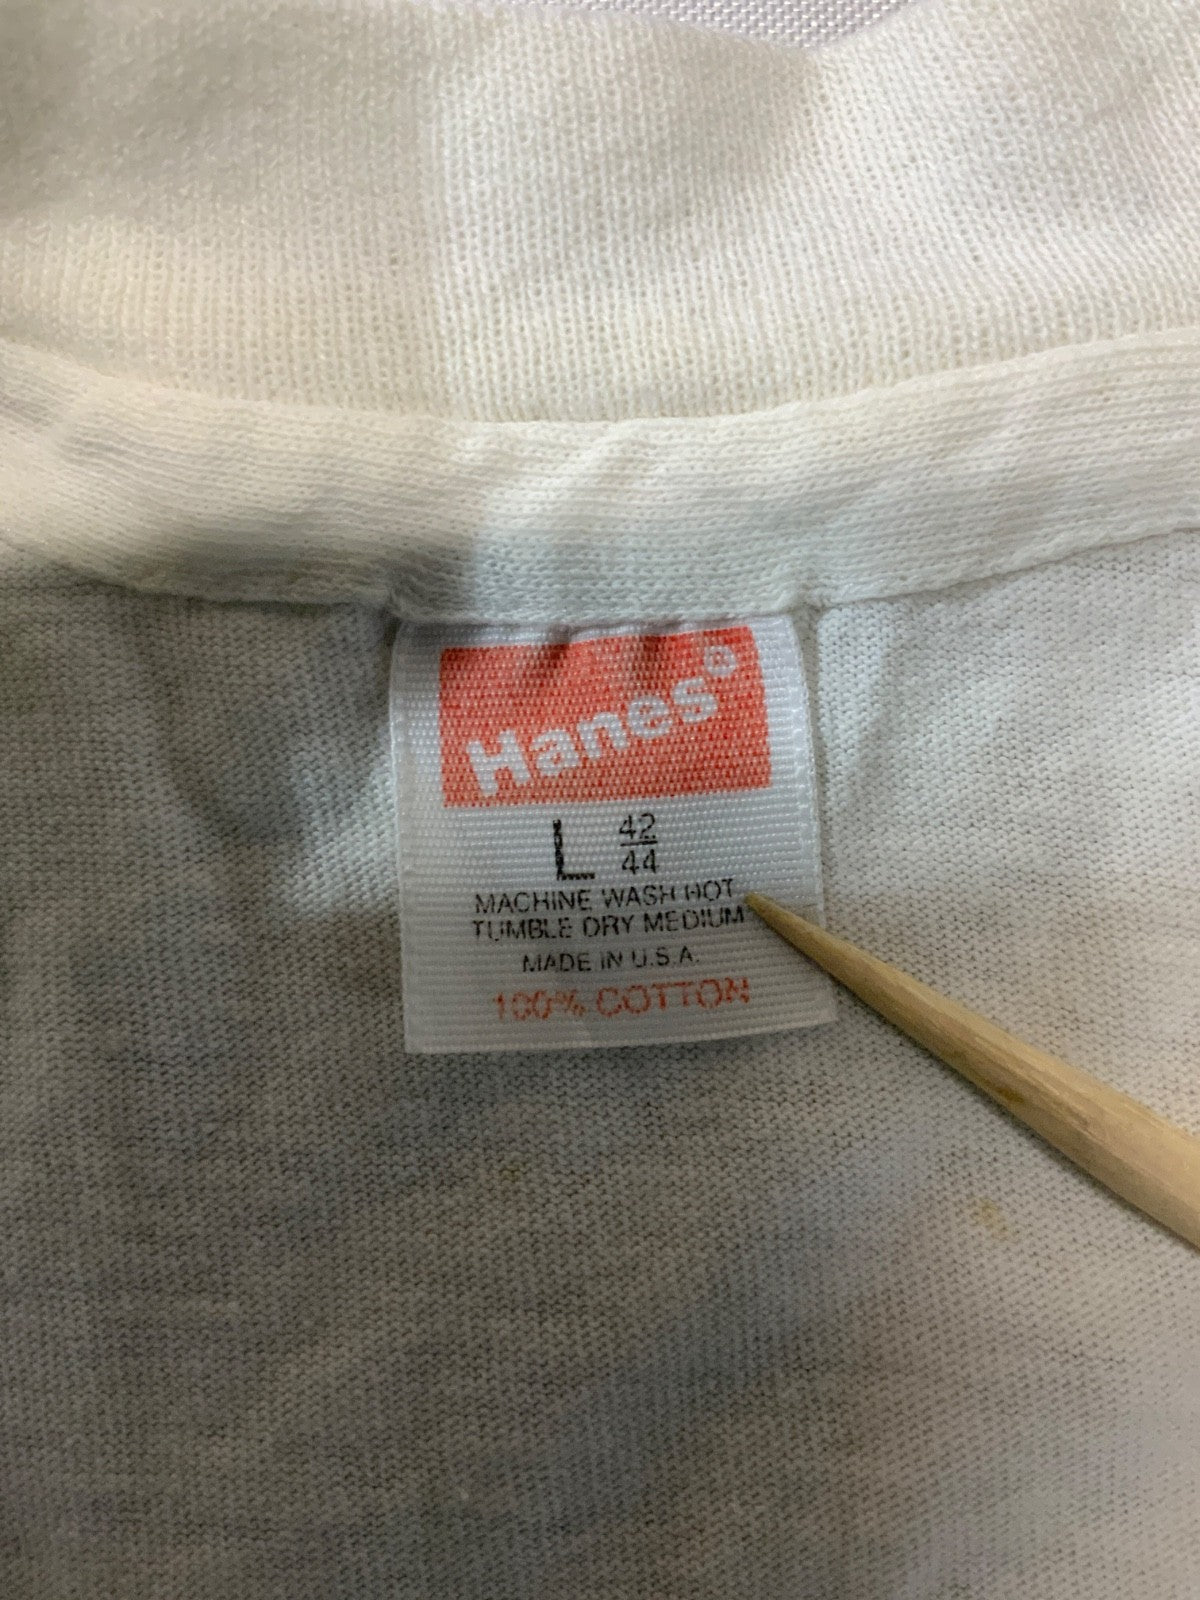 Hanes®
L 42/44
MACHINE WASH HOT
TUMBLE DRY MEDIUM
MADE IN U.S.A.
100% COTTON